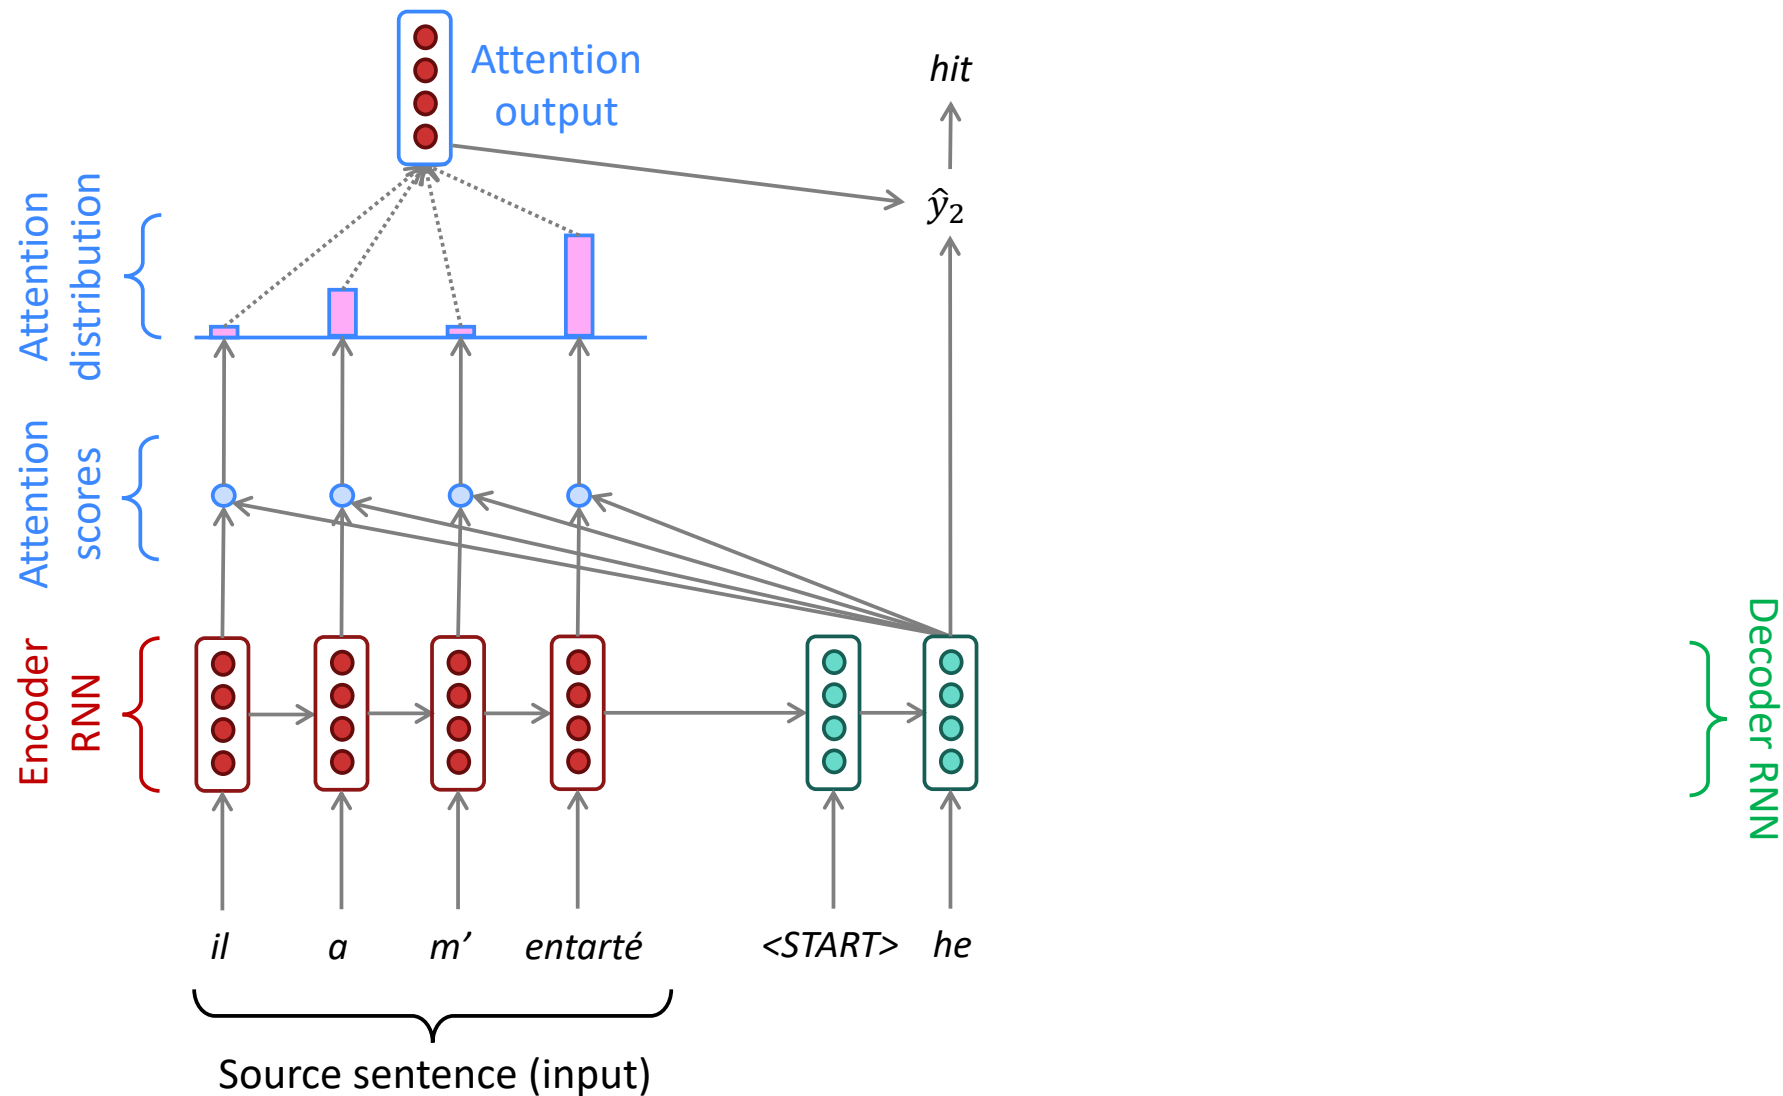 Attention
output
hit
ŷ₂
Attention
distribution
Attention
scores
Encoder
RNN
Decoder RNN
il a m’ entarté <START> he
Source sentence (input)